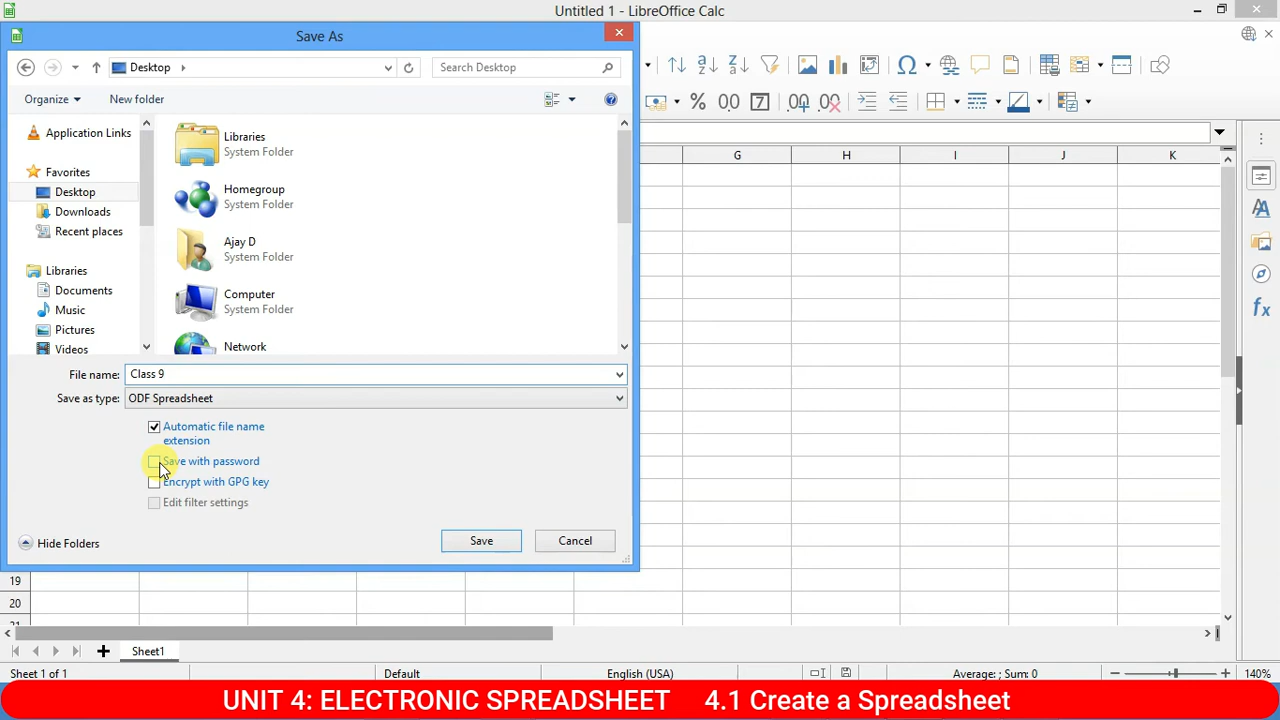 Untitled 1 - LibreOffice Calc
Save As
Desktop
Search Desktop
Organize
New folder
Application Links
Favorites
Desktop
Downloads
Recent places
Libraries
Documents
Music
Pictures
Videos
Libraries
System Folder
Homegroup
System Folder
Ajay D
System Folder
Computer
System Folder
Network
File name: Class 9
Save as type: ODF Spreadsheet
Automatic file name
extension
Save with password
Encrypt with GPG key
Edit filter settings
Hide Folders
Save
Cancel
G H I J K
19
20
21
Sheet1
Sheet 1 of 1
Default
English (USA)
Average: ; Sum: 0
140%
UNIT 4: ELECTRONIC SPREADSHEET 4.1 Create a Spreadsheet